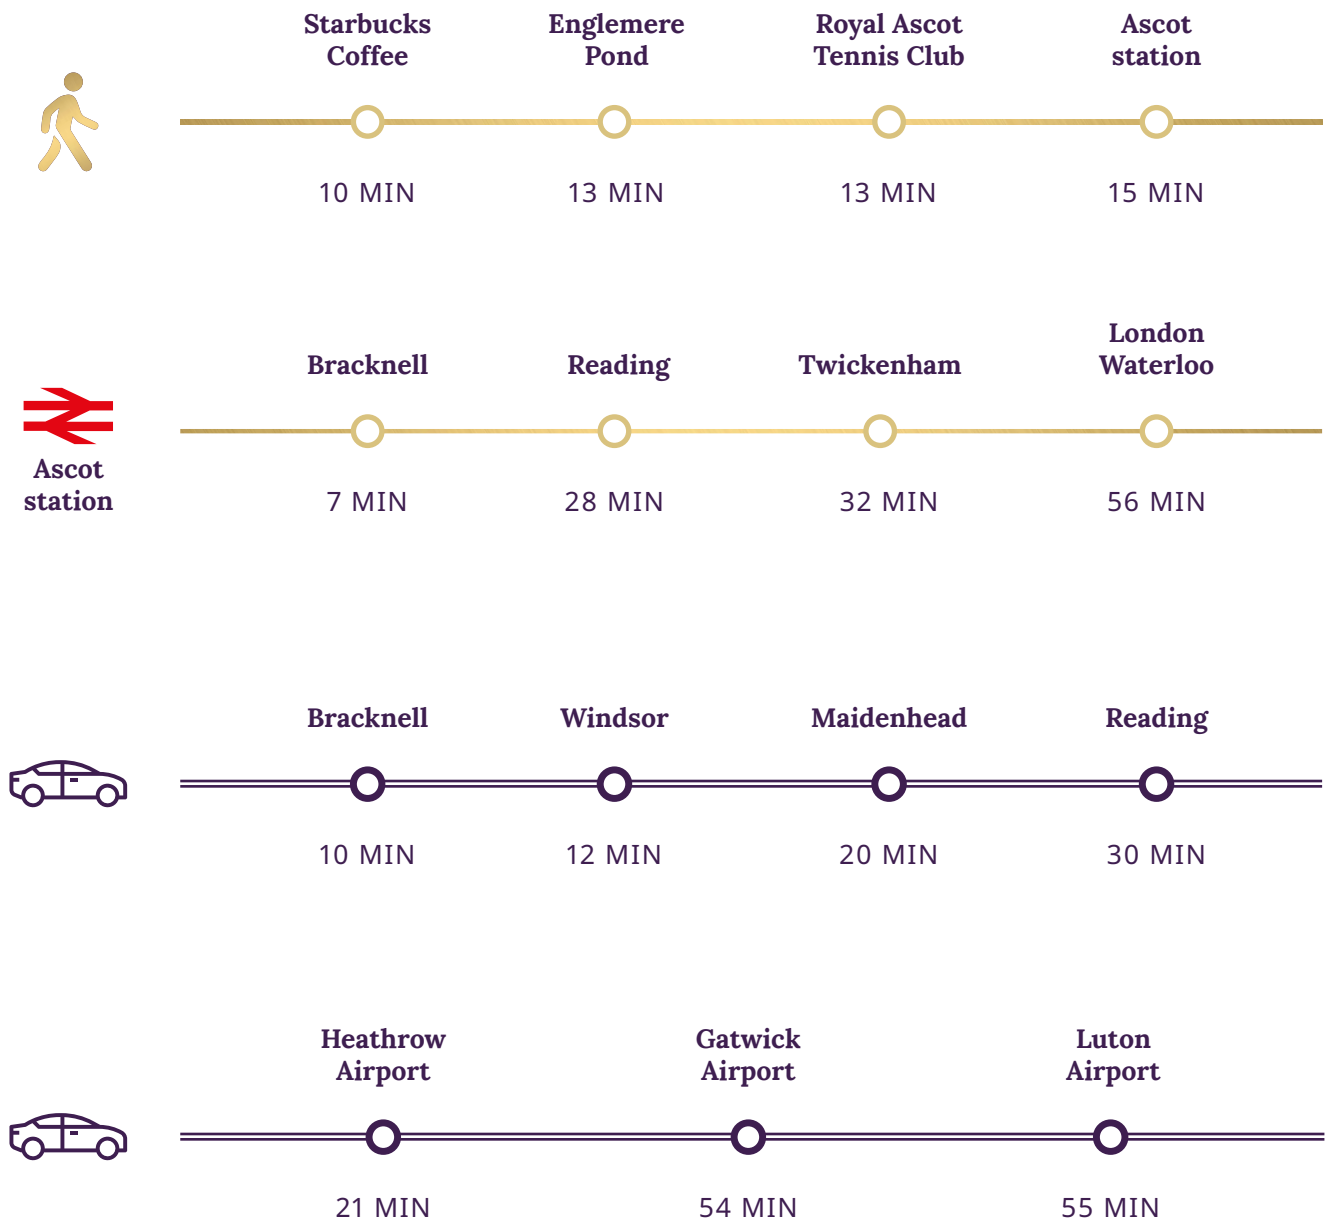 Starbucks
Coffee
Englemere
Pond
Royal Ascot
Tennis Club
Ascot
station
10 MIN
13 MIN
13 MIN
15 MIN
Bracknell
Reading
Twickenham
London
Waterloo
Ascot
station
7 MIN
28 MIN
32 MIN
56 MIN
Bracknell
Windsor
Maidenhead
Reading
10 MIN
12 MIN
20 MIN
30 MIN
Heathrow
Airport
Gatwick
Airport
Luton
Airport
21 MIN
54 MIN
55 MIN